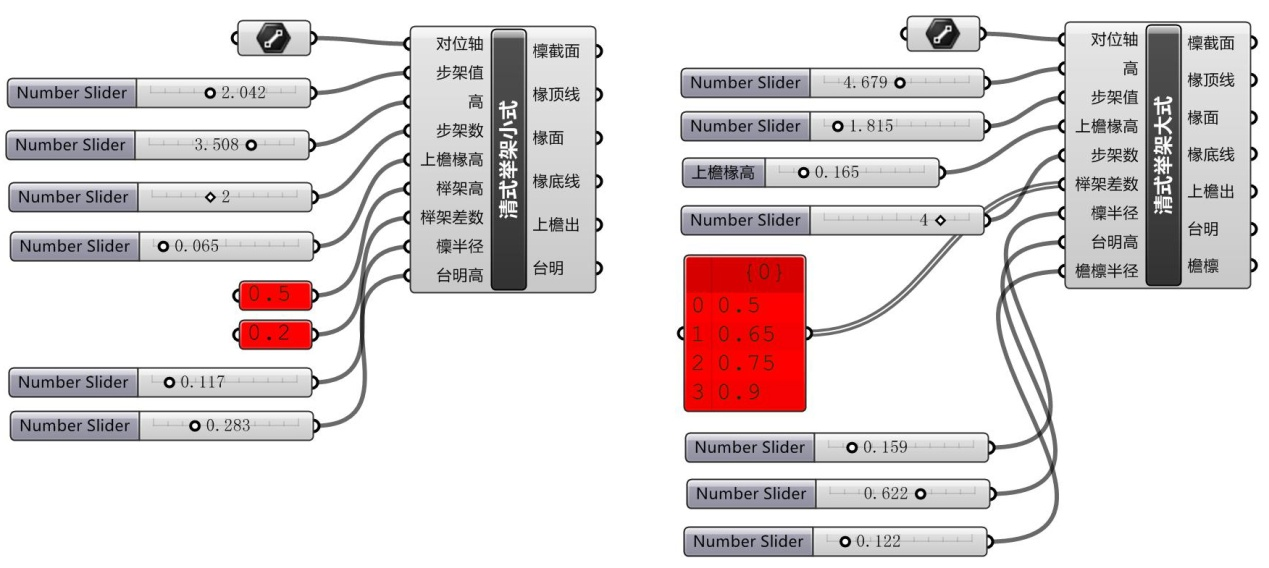 对位轴
步架值
高
步架数
上檐椽高
榉架高
榉架差数
檩半径
台明高
清式举架小式
檩截面
椽顶线
椽面
椽底线
上檐出
台明
Number Slider 2.042
Number Slider 3.508
Number Slider 2
Number Slider 0.065
0.5
0.2
Number Slider 0.117
Number Slider 0.283
对位轴
高
步架值
上檐椽高
步架数
榉架差数
檩半径
台明高
檐檩半径
清式举架大式
檩截面
椽顶线
椽面
椽底线
上檐出
台明
檐檩
Number Slider 4.679
Number Slider 1.815
上檐椽高 0.165
Number Slider 4
{0}
0 0.5
1 0.65
2 0.75
3 0.9
Number Slider 0.159
Number Slider 0.622
Number Slider 0.122